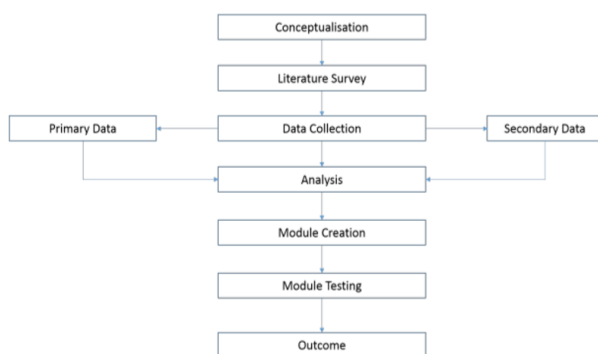 Conceptualisation
Literature Survey
Primary Data
Data Collection
Secondary Data
Analysis
Module Creation
Module Testing
Outcome